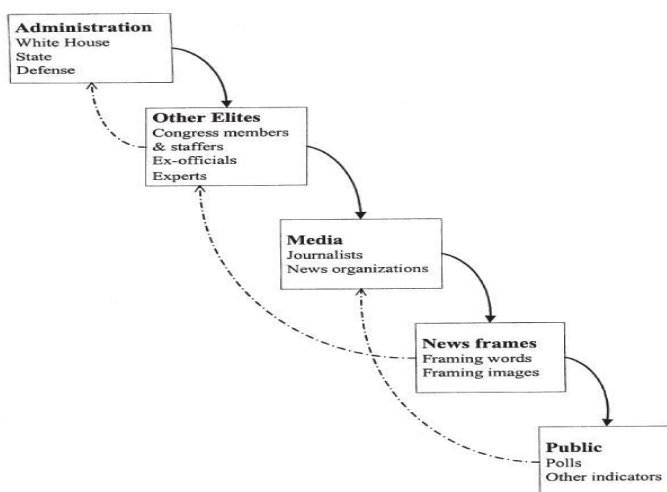 Administration
White House
State
Defense
Other Elites
Congress members
& staffers
Ex-officials
Experts
Media
Journalists
News organizations
News frames
Framing words
Framing images
Public
Polls
Other indicators